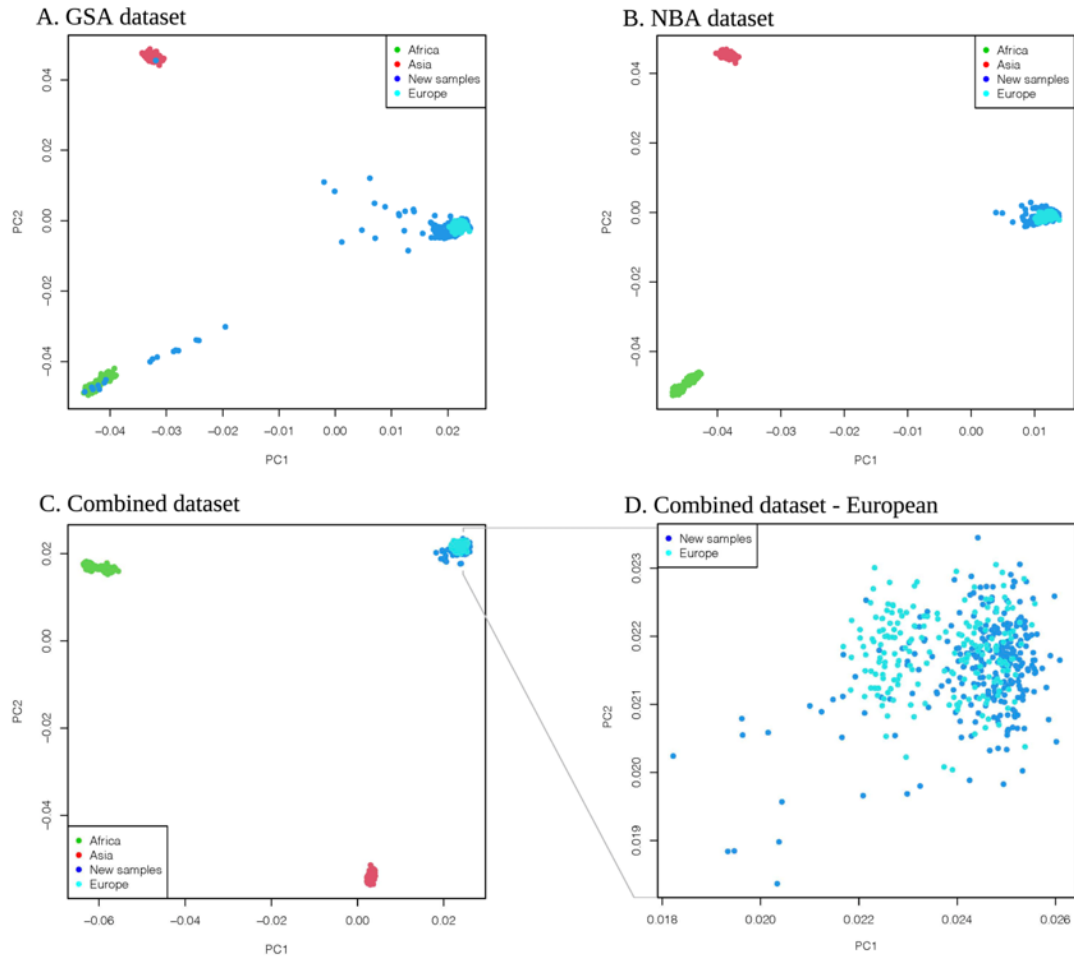 A. GSA dataset
Africa
Asia
New samples
Europe
PC2
0.04
0.02
0.00
−0.02
−0.04
−0.04
−0.03
−0.02
−0.01
0.00
0.01
0.02
PC1
B. NBA dataset
Africa
Asia
New samples
Europe
PC2
0.04
0.02
0.00
−0.02
−0.04
−0.04
−0.03
−0.02
−0.01
0.00
0.01
PC1
C. Combined dataset
PC2
0.02
0.00
−0.02
−0.04
Africa
Asia
New samples
Europe
−0.06
−0.04
−0.02
0.00
0.02
PC1
D. Combined dataset - European
New samples
Europe
PC2
0.023
0.022
0.021
0.020
0.019
0.018
0.020
0.022
0.024
0.026
PC1